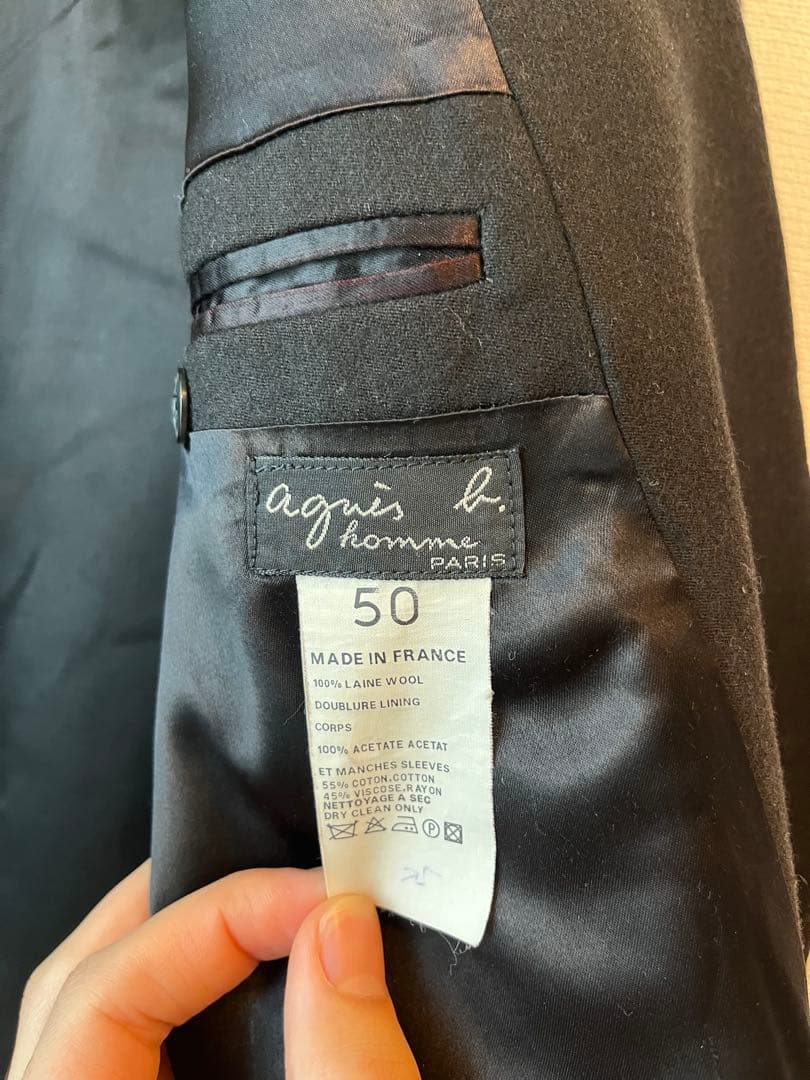 agnès b.
homme
PARIS
50
MADE IN FRANCE
100% LAINE WOOL
DOUBLURE LINING
CORPS
100% ACETATE ACETAT
ET MANCHES SLEEVES
55% COTON.COTTON
45% VISCOSE.RAYON
NETTOYAGE A SEC
DRY CLEAN ONLY
P